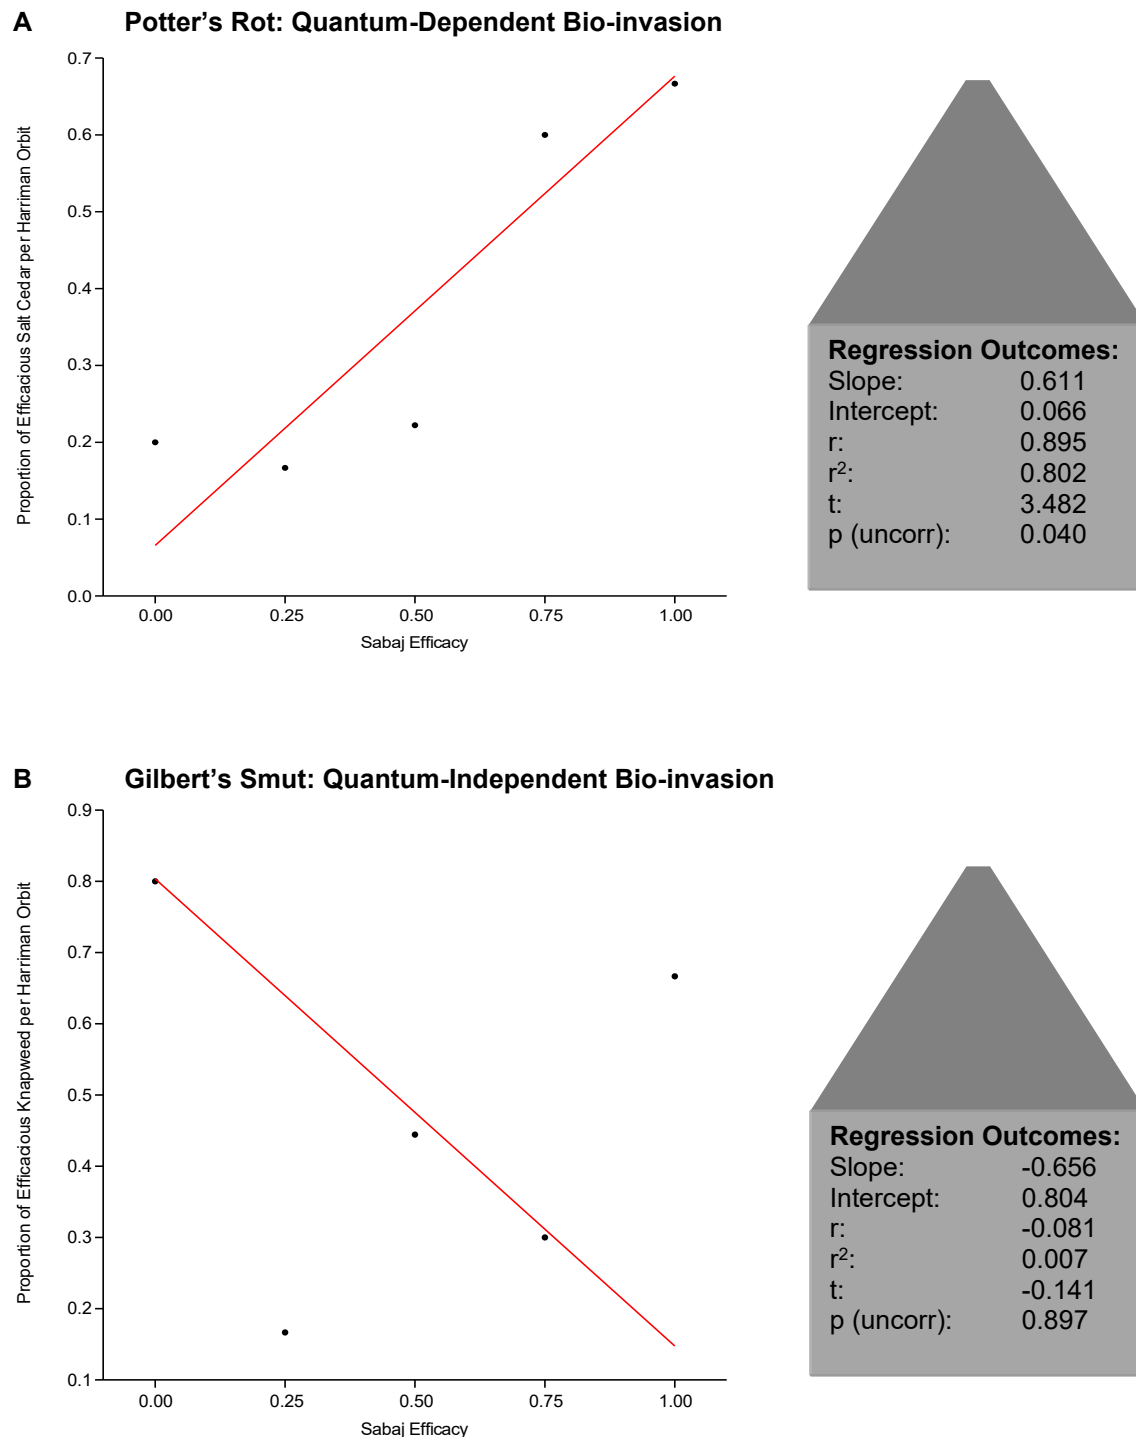 A Potter’s Rot: Quantum-Dependent Bio-invasion
Proportion of Efficacious Salt Cedar per Harriman Orbit
0.7
0.6
0.5
0.4
0.3
0.2
0.1
0.0
0.00 0.25 0.50 0.75 1.00
Sabaj Efficacy
Regression Outcomes:
Slope: 0.611
Intercept: 0.066
r: 0.895
r²: 0.802
t: 3.482
p (uncorr): 0.040
B Gilbert’s Smut: Quantum-Independent Bio-invasion
Proportion of Efficacious Knapweed per Harriman Orbit
0.9
0.8
0.7
0.6
0.5
0.4
0.3
0.2
0.1
0.00 0.25 0.50 0.75 1.00
Sabaj Efficacy
Regression Outcomes:
Slope: -0.656
Intercept: 0.804
r: -0.081
r²: 0.007
t: -0.141
p (uncorr): 0.897